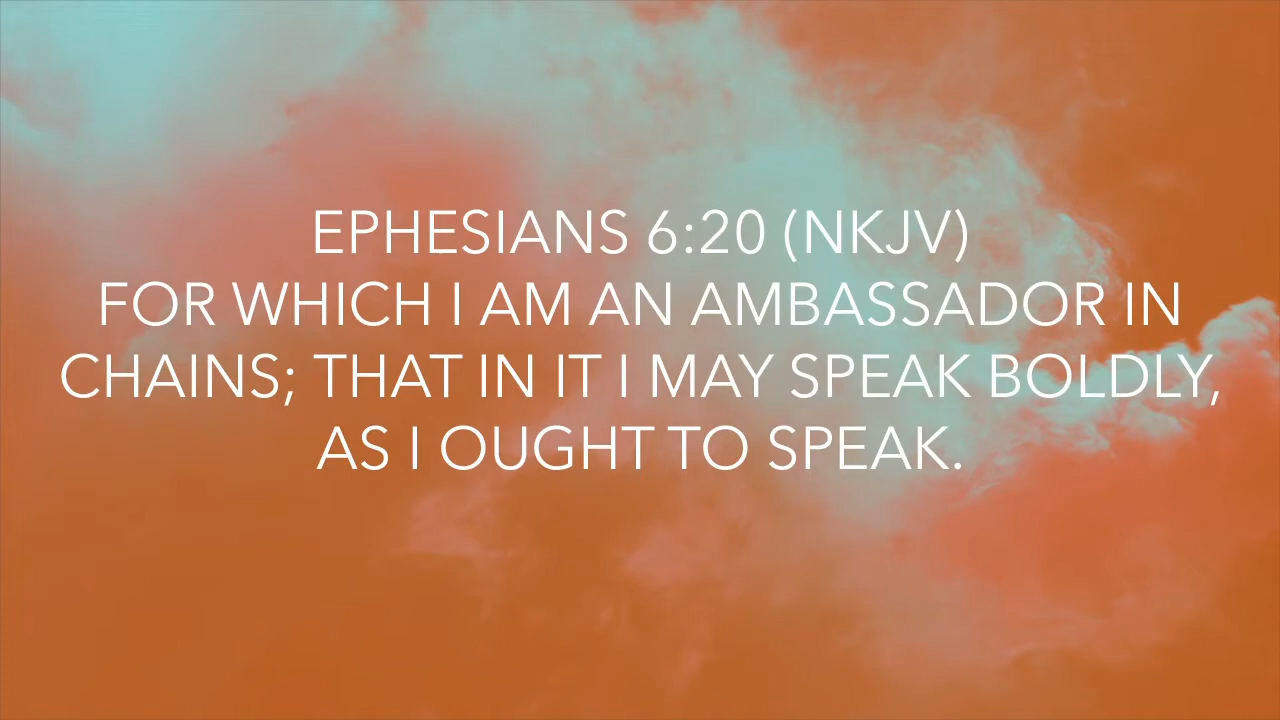 EPHESIANS 6:20 (NKJV)
FOR WHICH I AM AN AMBASSADOR IN
CHAINS; THAT IN IT I MAY SPEAK BOLDLY,
AS I OUGHT TO SPEAK.